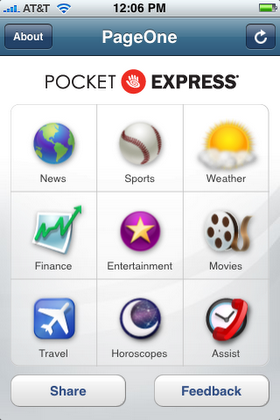 AT&T 12:06 PM
About PageOne
POCKET EXPRESS
News Sports Weather
Finance Entertainment Movies
Travel Horoscopes Assist
Share Feedback